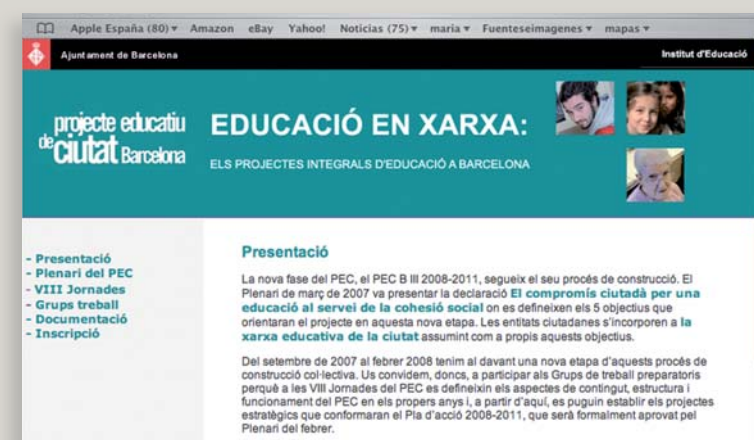 Apple España (80) Amazon eBay Yahoo! Noticias (75) maria Fuenteseimagenes mapas
Ajuntament de Barcelona
Institut d'Educació
projecte educatiu
de ciutat Barcelona
EDUCACIÓ EN XARXA:
ELS PROJECTES INTEGRALS D'EDUCACIÓ A BARCELONA
- Presentació
- Plenari del PEC
- VIII Jornades
- Grups treball
- Documentació
- Inscripció
Presentació
La nova fase del PEC, el PEC B III 2008-2011, segueix el seu procés de construcció. El
Plenari de març de 2007 va presentar la declaració El compromís ciutadà per una
educació al servei de la cohesió social on es defineixen els 5 objectius que
orientaran el projecte en aquesta nova etapa. Les entitats ciutadanes s'incorporen a la
xarxa educativa de la ciutat assumint com a propis aquests objectius.
Del setembre de 2007 al febrer 2008 tenim al davant una nova etapa d'aquests procés de
construcció col·lectiva. Us convidem, doncs, a participar als Grups de treball preparatoris
perquè a les VIII Jornades del PEC es defineixin els aspectes de contingut, estructura i
funcionament del PEC en els propers anys i, a partir d'aquí, es puguin establir els projectes
estratègics que conformaran el Pla d'acció 2008-2011, que serà formalment aprovat pel
Plenari del febrer.